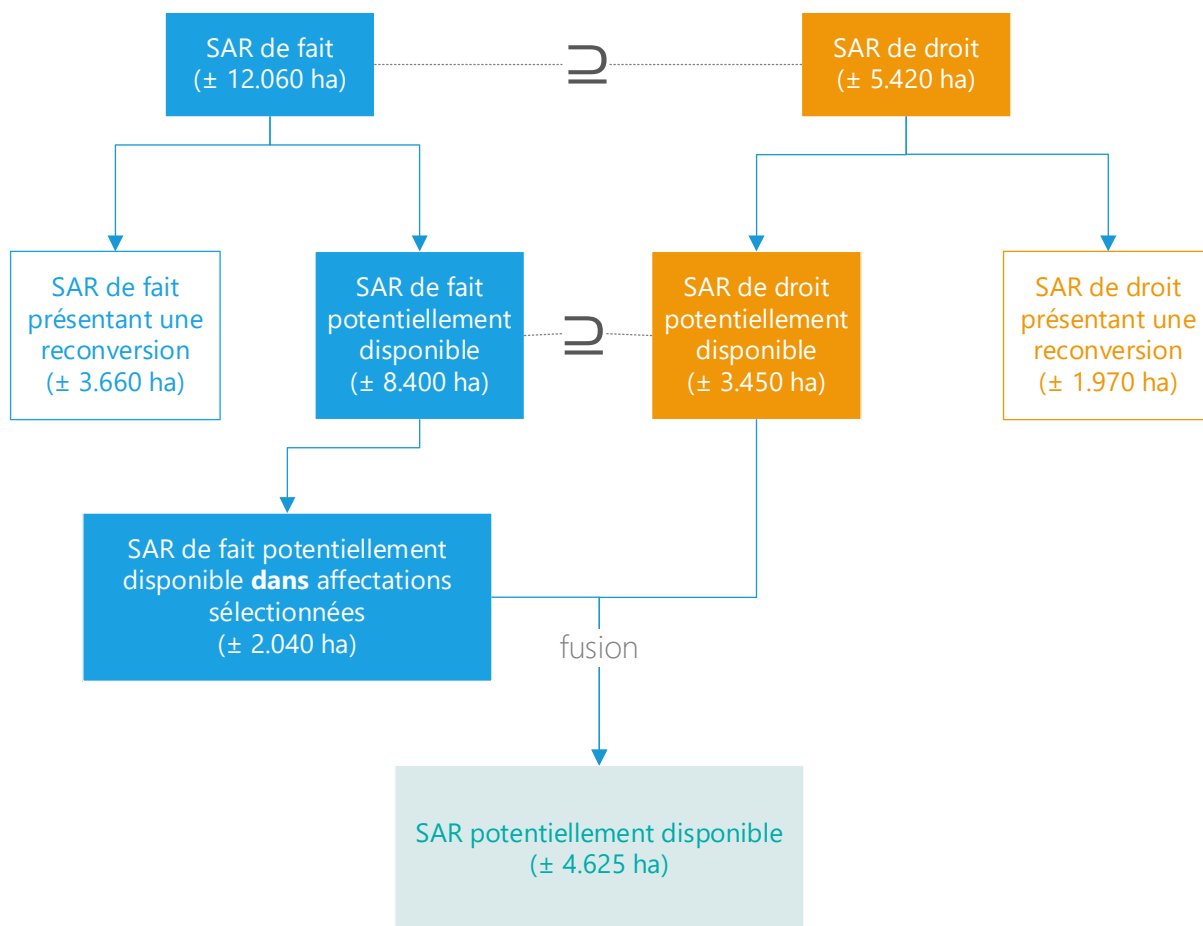 SAR de fait
(± 12.060 ha)
⊇
SAR de droit
(± 5.420 ha)
SAR de fait
présentant une
reconversion
(± 3.660 ha)
SAR de fait
potentiellement
disponible
(± 8.400 ha)
⊇
SAR de droit
potentiellement
disponible
(± 3.450 ha)
SAR de droit
présentant une
reconversion
(± 1.970 ha)
SAR de fait potentiellement
disponible dans affectations
sélectionnées
(± 2.040 ha)
fusion
SAR potentiellement disponible
(± 4.625 ha)